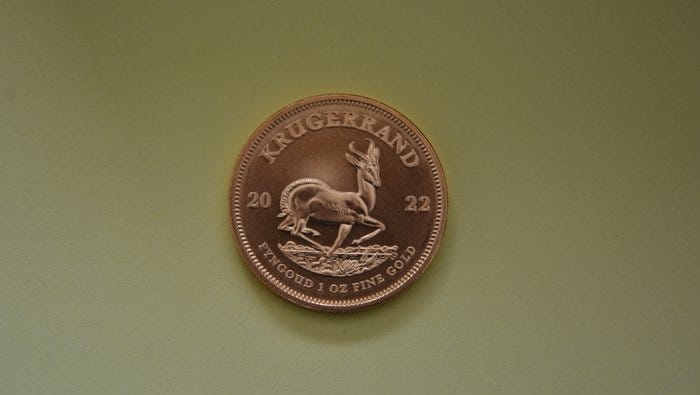 KRUGERRAND
20 22
FYNGOUD 1 OZ FINE GOLD